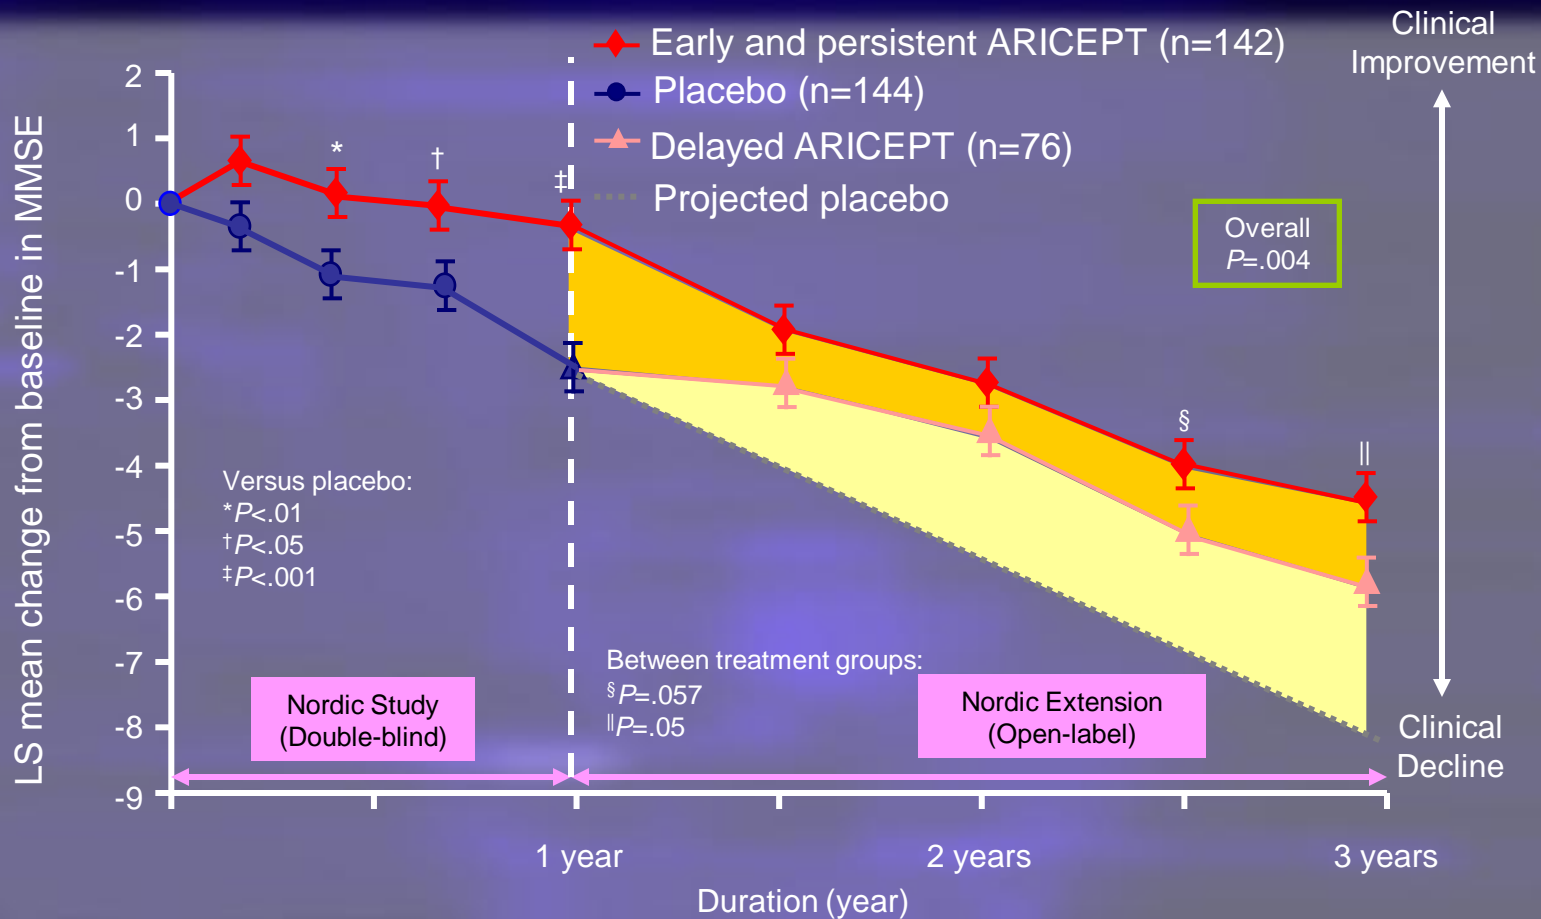 Early and persistent ARICEPT (n=142)
Placebo (n=144)
Delayed ARICEPT (n=76)
Projected placebo
Clinical
Improvement
LS mean change from baseline in MMSE
2
1
0
-1
-2
-3
-4
-5
-6
-7
-8
-9
*
†
‡
§
||
Overall
P=.004
Versus placebo:
*P<.01
†P<.05
‡P<.001
Between treatment groups:
§P=.057
||P=.05
Nordic Study
(Double-blind)
Nordic Extension
(Open-label)
Clinical
Decline
1 year
2 years
3 years
Duration (year)